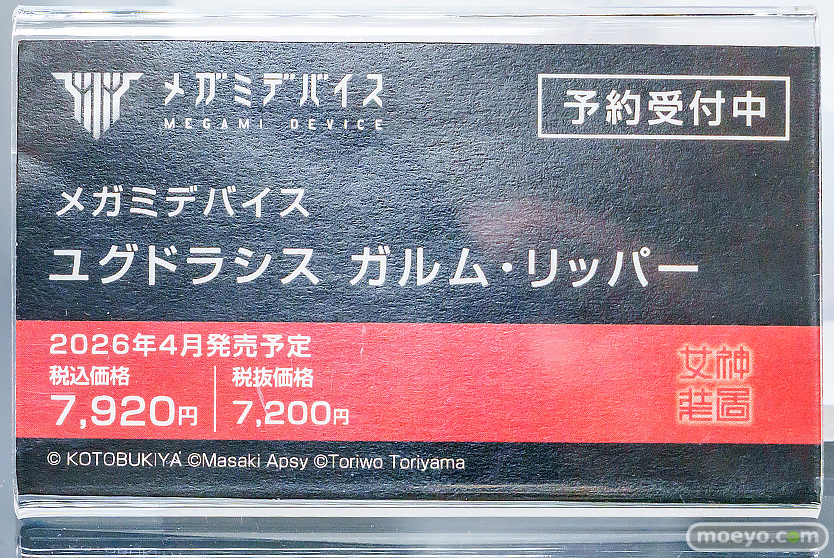 メガミデバイス
MEGAMI DEVICE
予約受付中
メガミデバイス
ユグドラシス ガルム・リッパー
2026年4月発売予定
税込価格
7,920円
税抜価格
7,200円
女神
© KOTOBUKIYA ©Masaki Apsy ©Toriwo Toriyama
moeyo.com